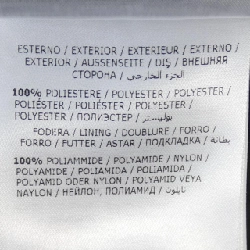 ESTERNO / EXTERIOR / EXTERIEUR / EXTERNO /
EXTERIOR / AUSSENSEITE / DIŞ / ВНЕШНЯЯ
СТОРОНА / الجزء الخارجي
100% POLIESTERE / POLYESTER / POLYESTER /
POLIÉSTER / POLIÉSTER / POLYESTER /
POLYESTER / ПОЛИЭСТЕР / بوليستر
FODERA / LINING / DOUBLURE / FORRO /
FORRO / FUTTER / ASTAR / ПОДКЛАДКА / بطانة
100% POLIAMMIDE / POLYAMIDE / NYLON /
POLYAMIDE / POLIAMIDA / POLIAMIDA /
POLYAMID ODER NYLON / POLYAMID VEYA
NAYLON / НЕЙЛОН, ПОЛИАМИД / نايلون